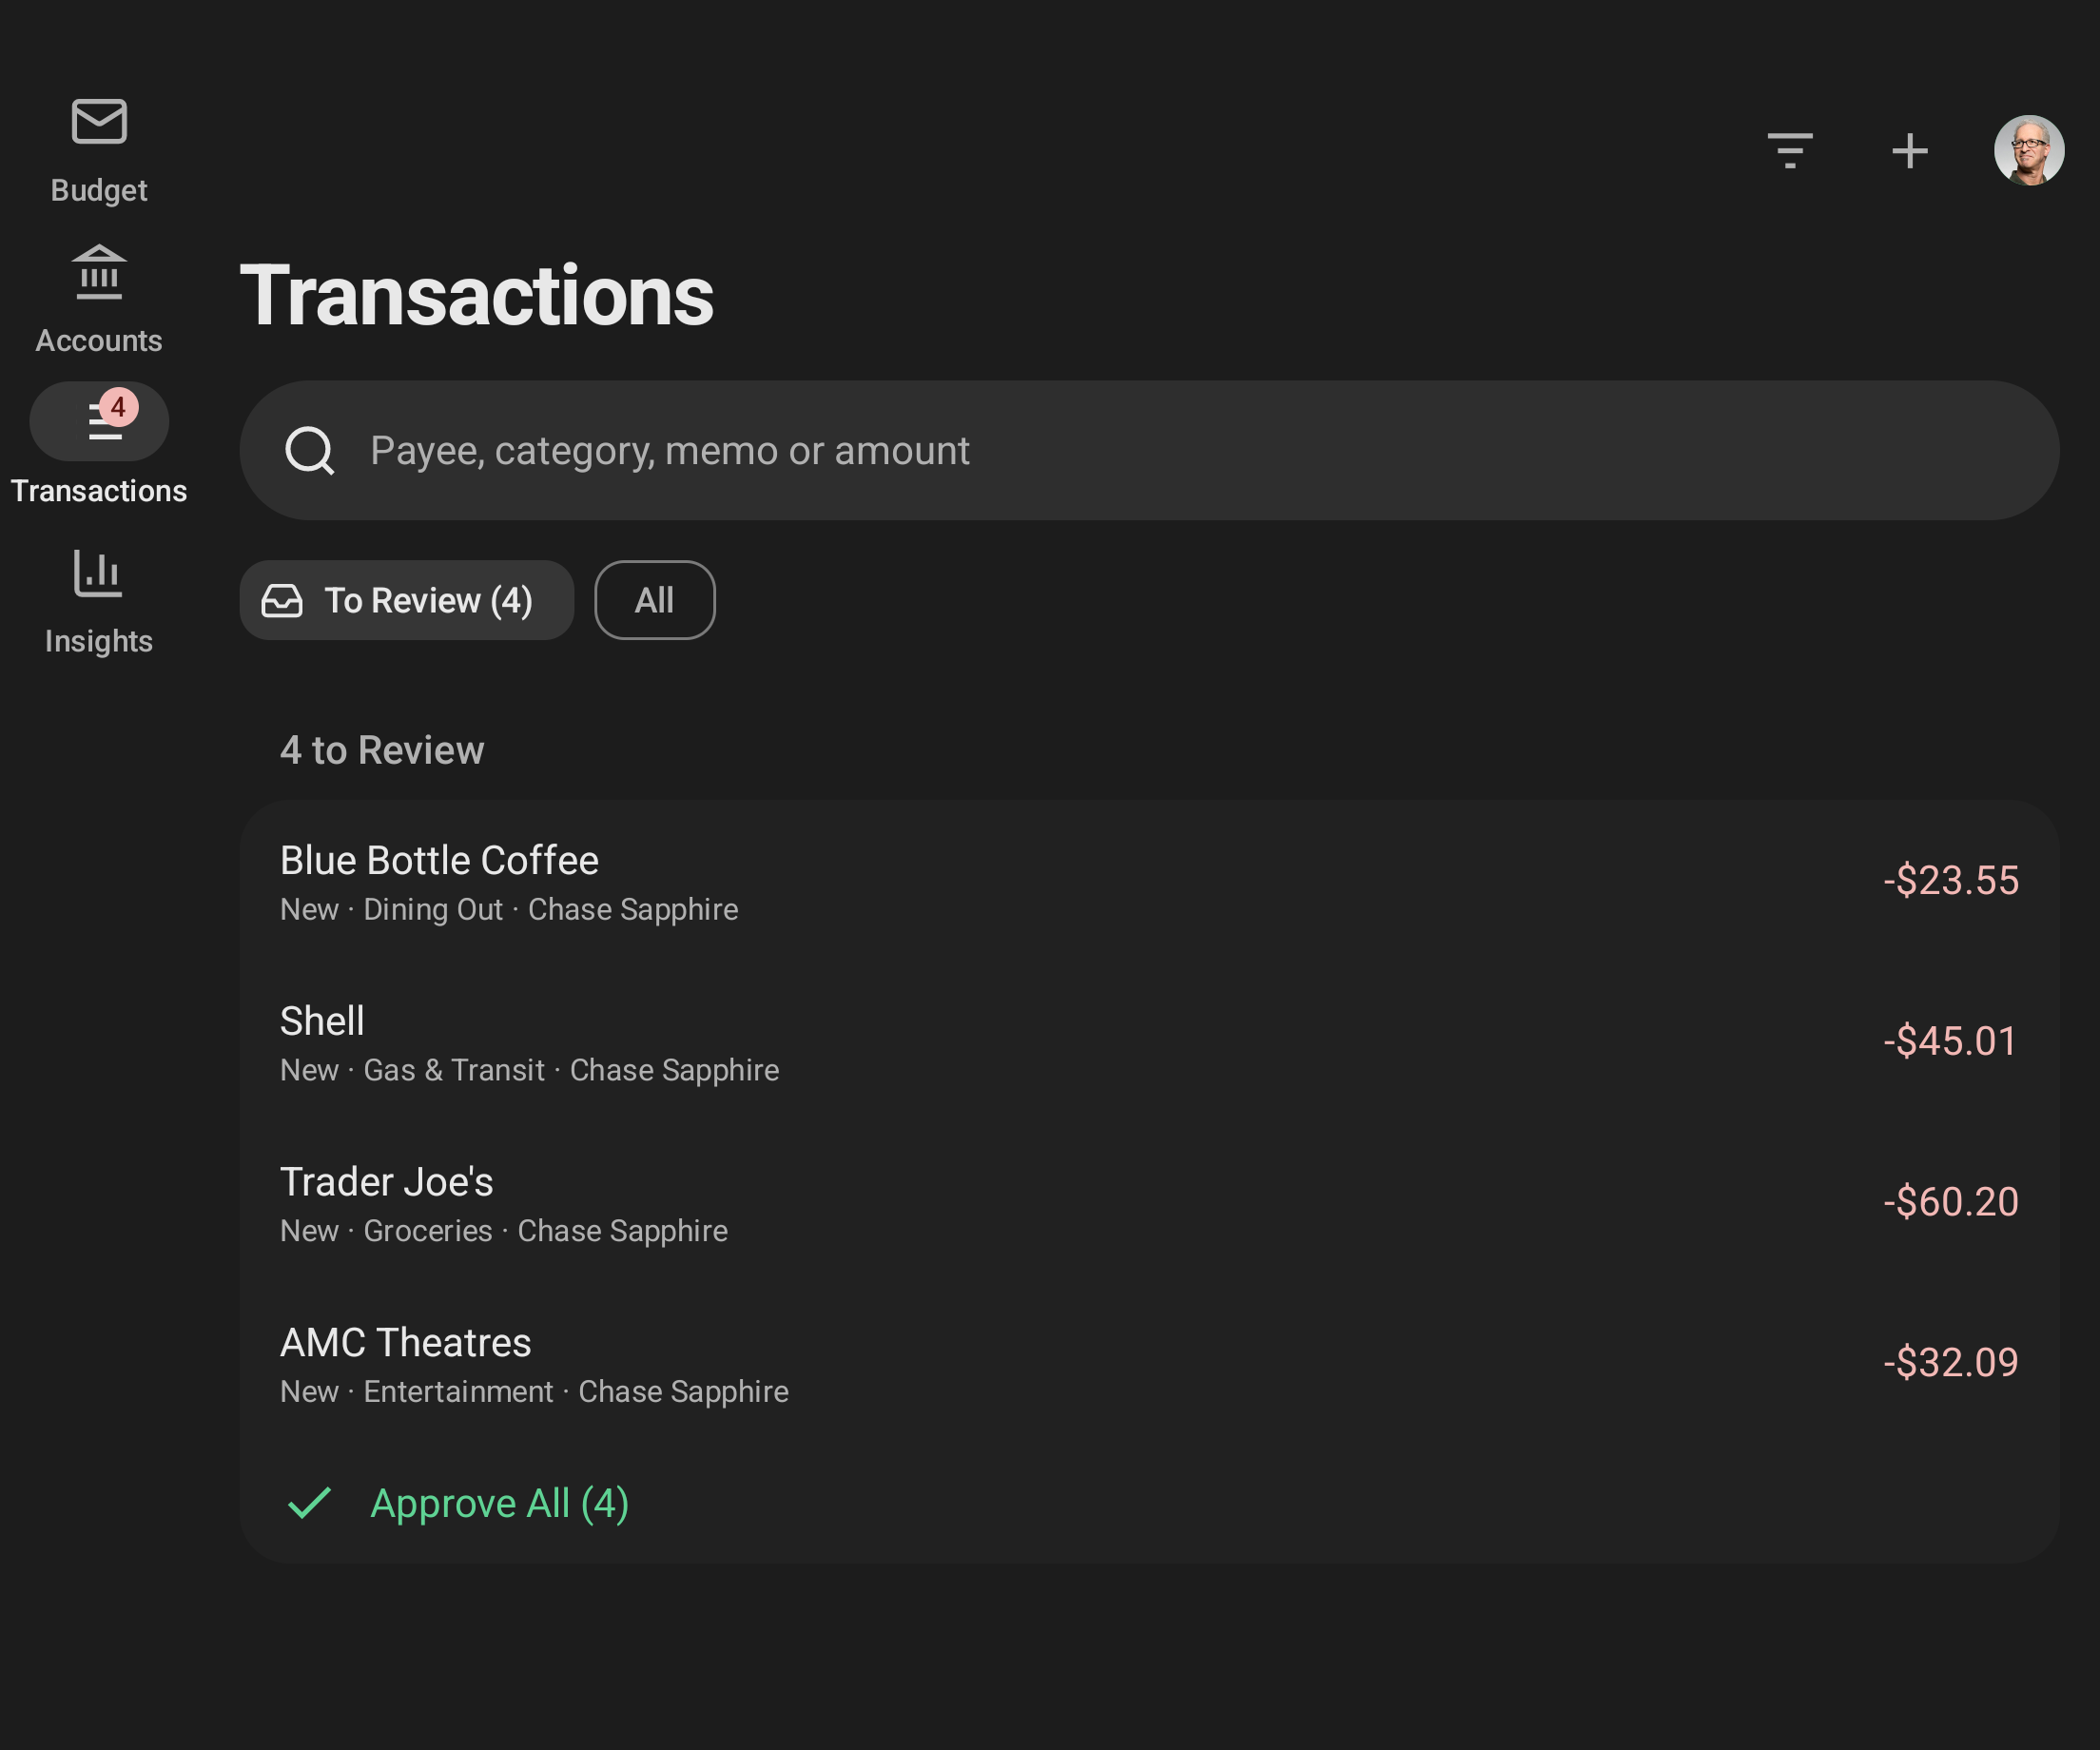 Budget
Accounts
4
Transactions
Insights
Transactions
Payee, category, memo or amount
To Review (4)
All
4 to Review
Blue Bottle Coffee
-$23.55
New · Dining Out · Chase Sapphire
Shell
-$45.01
New · Gas & Transit · Chase Sapphire
Trader Joe's
-$60.20
New · Groceries · Chase Sapphire
AMC Theatres
-$32.09
New · Entertainment · Chase Sapphire
Approve All (4)